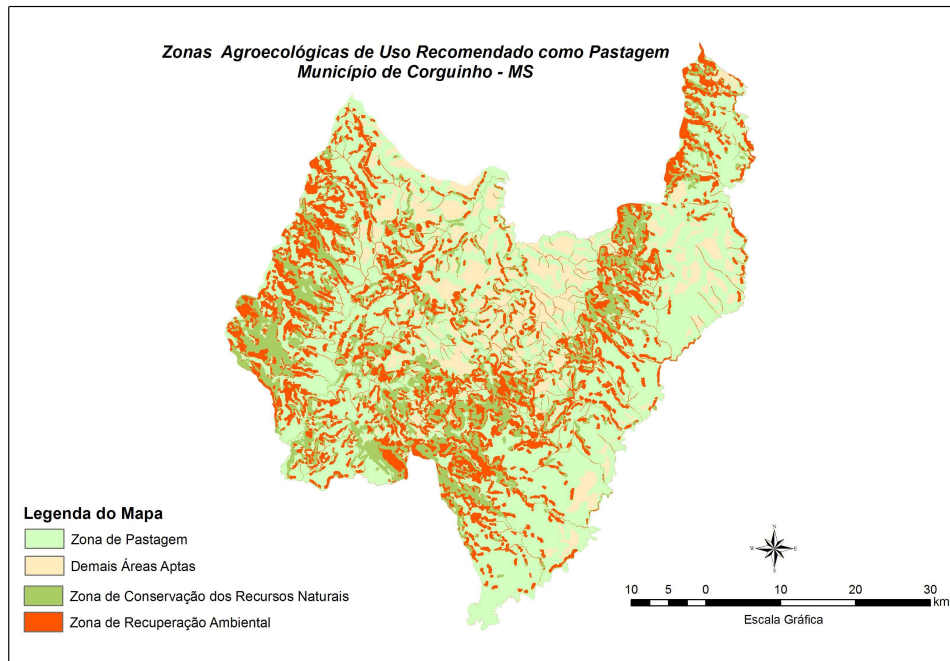 Zonas Agroecológicas de Uso Recomendado como Pastagem
Município de Corguinho - MS
Legenda do Mapa
Zona de Pastagem
Demais Áreas Aptas
Zona de Conservação dos Recursos Naturais
Zona de Recuperação Ambiental
N
W E
S
10 5 0 10 20 30
km
Escala Gráfica